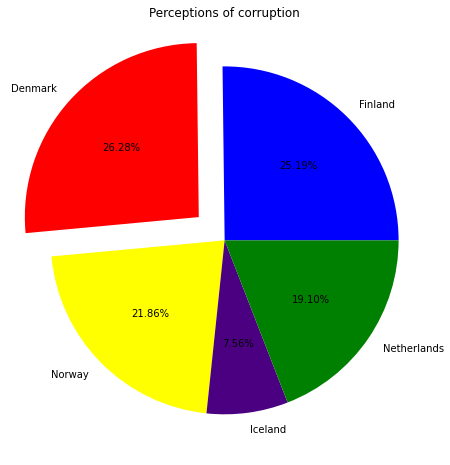 Perceptions of corruption
Denmark
Finland
26.28%
25.19%
19.10%
21.86%
7.56%
Netherlands
Norway
Iceland